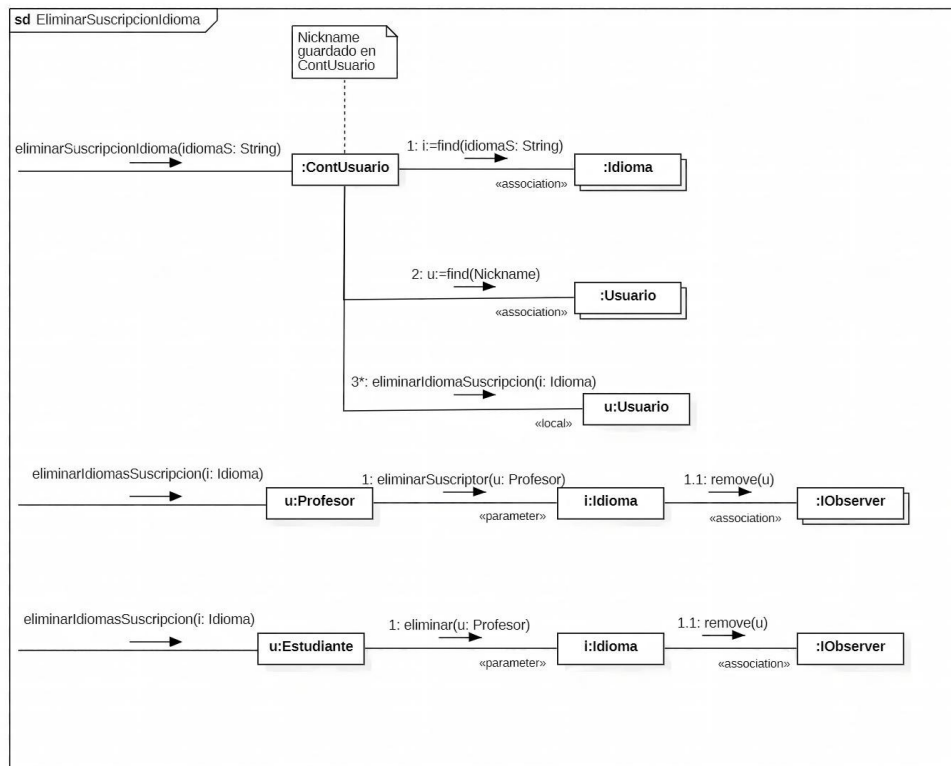 sd EliminarSuscripcionIdioma
Nickname
guardado en
ContUsuario
eliminarSuscripcionIdioma(idiomaS: String)
:ContUsuario
1: i:=find(idiomaS: String)
«association»
:Idioma
2: u:=find(Nickname)
«association»
:Usuario
3*: eliminarIdiomaSuscripcion(i: Idioma)
«local»
u:Usuario
eliminarIdiomasSuscripcion(i: Idioma)
u:Profesor
1: eliminarSuscriptor(u: Profesor)
«parameter»
i:Idioma
1.1: remove(u)
«association»
:IObserver
eliminarIdiomasSuscripcion(i: Idioma)
u:Estudiante
1: eliminar(u: Profesor)
«parameter»
i:Idioma
1.1: remove(u)
«association»
:IObserver